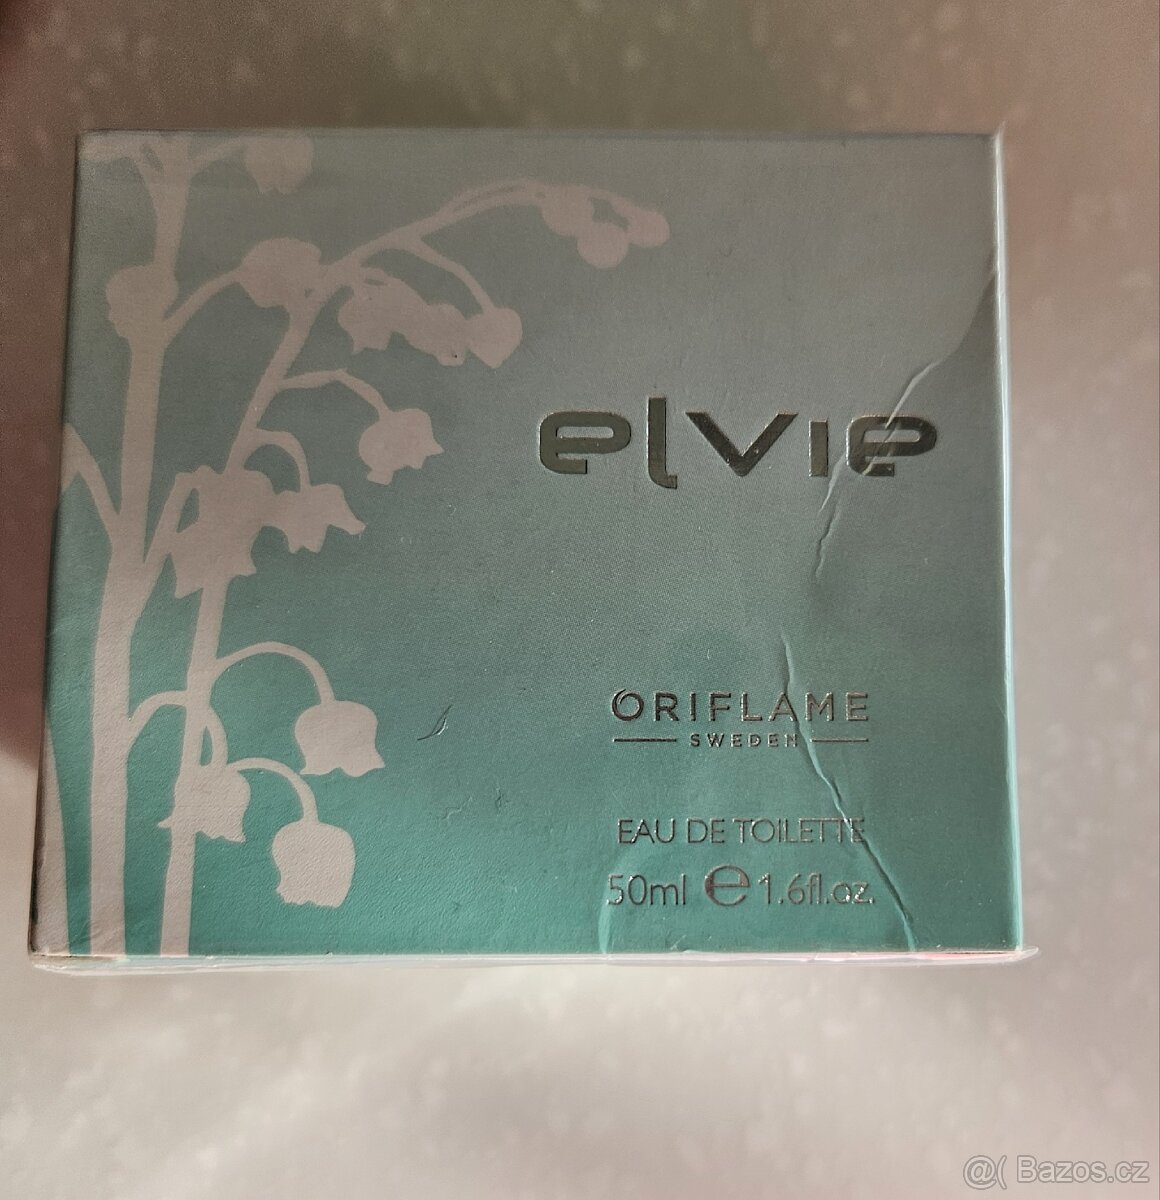 elvie
ORIFLAME
SWEDEN
EAU DE TOILETTE
50ml e 1.6fl.oz.
@( Bazos.cz